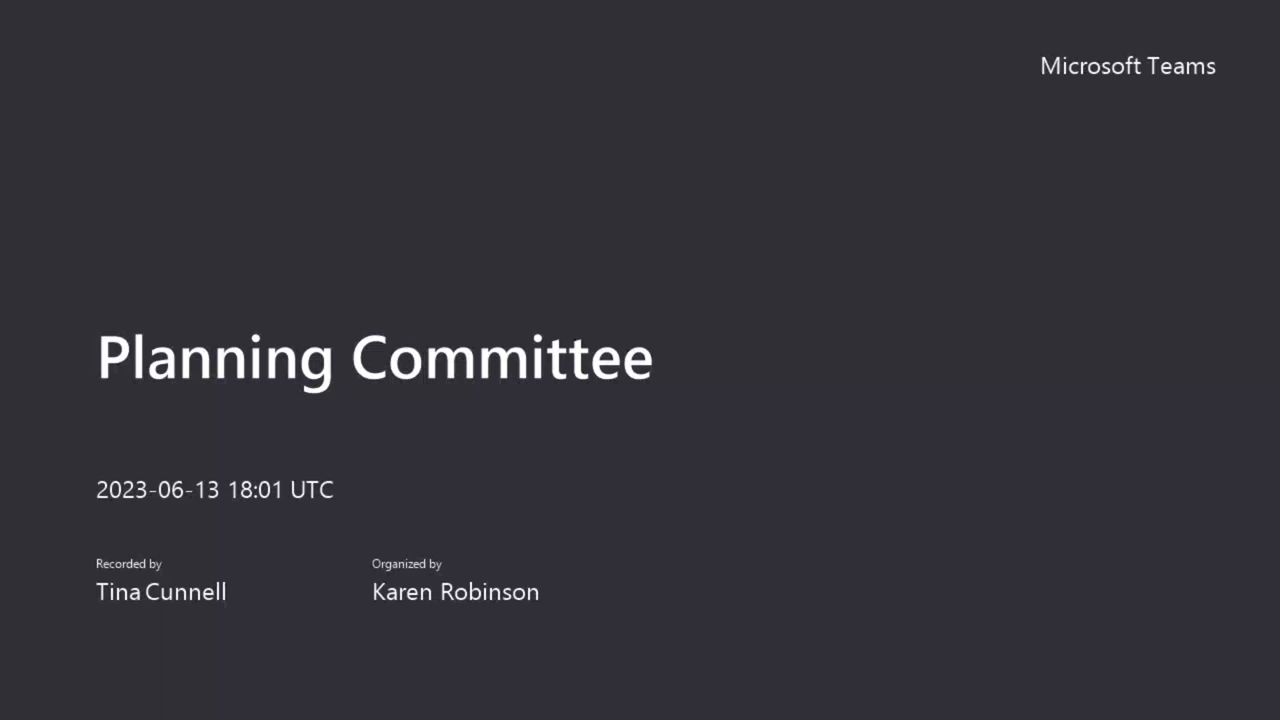 Microsoft Teams
Planning Committee
2023-06-13 18:01 UTC
Recorded by
Organized by
Tina Cunnell
Karen Robinson